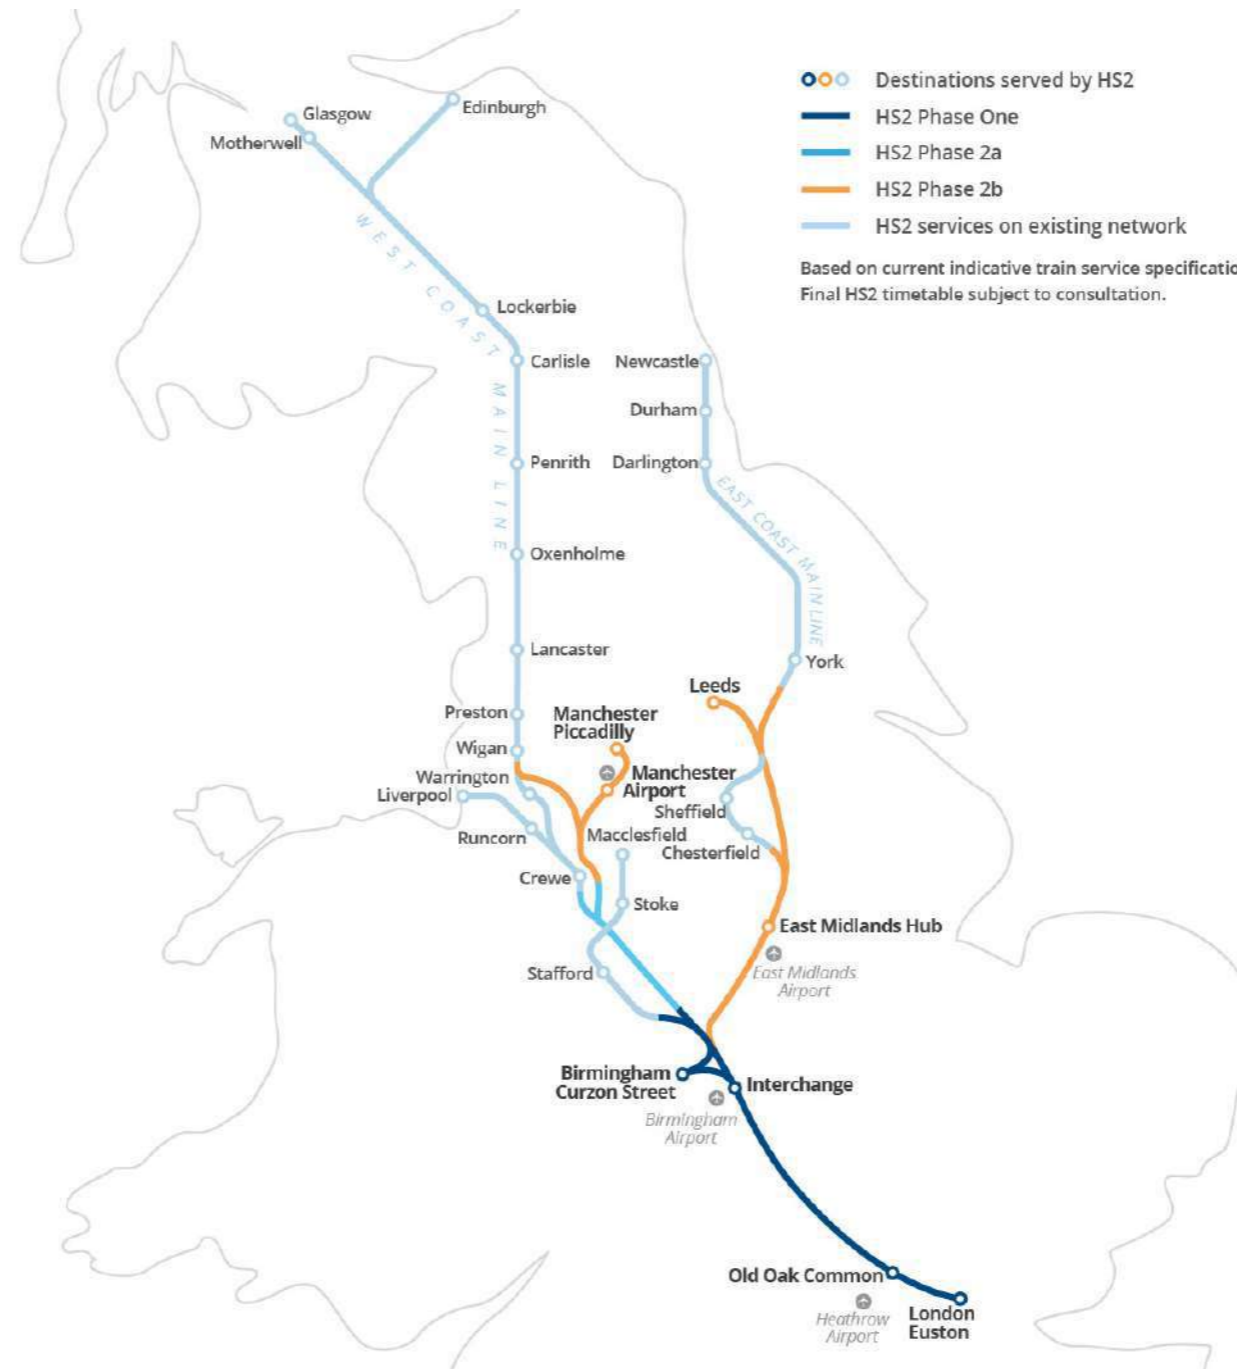 Destinations served by HS2
HS2 Phase One
HS2 Phase 2a
HS2 Phase 2b
HS2 services on existing network
Based on current indicative train service specificatio
Final HS2 timetable subject to consultation.
Glasgow
Edinburgh
Motherwell
WEST COAST MAIN LINE
Lockerbie
Carlisle
Newcastle
Durham
Penrith
Darlington
EAST COAST MAIN LINE
Oxenholme
Lancaster
York
Leeds
Preston
Manchester
Piccadilly
Wigan
Warrington
Manchester
Airport
Liverpool
Sheffield
Runcorn
Macclesfield
Chesterfield
Crewe
Stoke
East Midlands Hub
Stafford
East Midlands
Airport
Birmingham
Curzon Street
Interchange
Birmingham
Airport
Old Oak Common
Heathrow
Airport
London
Euston